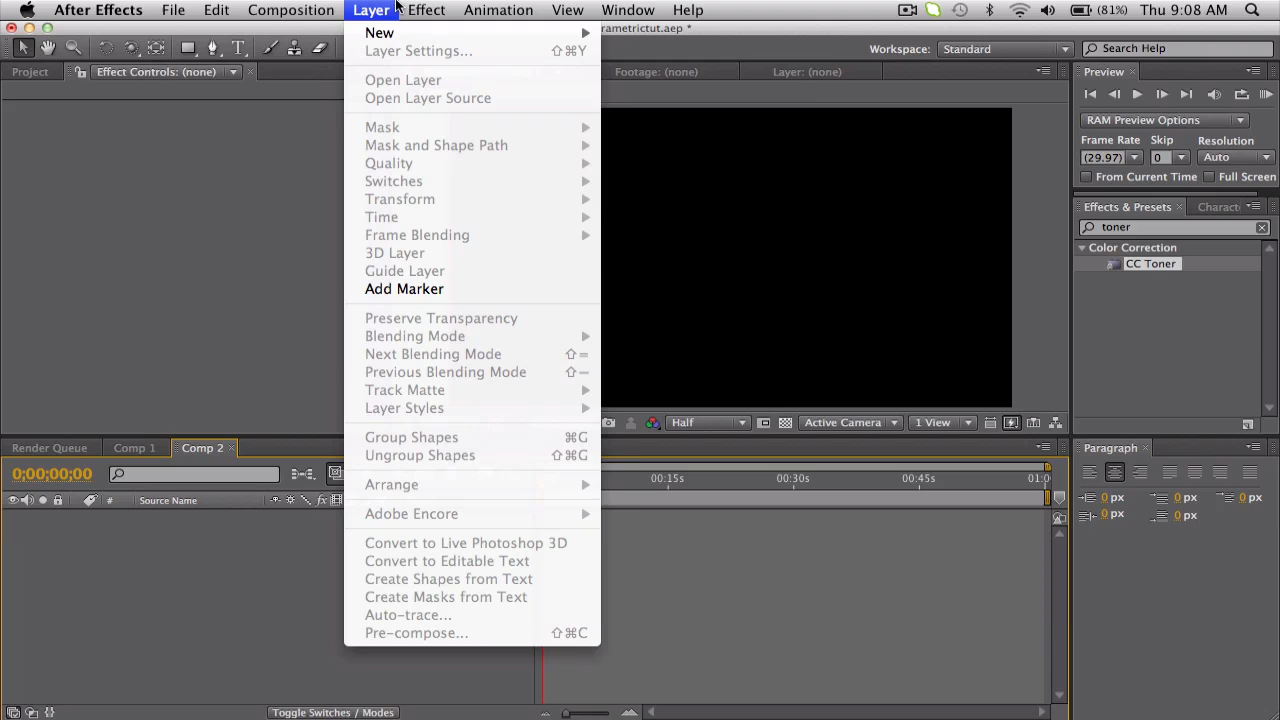 After Effects File Edit Composition Layer Effect Animation View Window Help (81%) Thu 9:08 AM
rametrictut.aep *
Workspace: Standard Search Help
Project Effect Controls: (none) Footage: (none) Layer: (none) Preview
New
Layer Settings... ⇧⌘Y
Open Layer
Open Layer Source
Mask
Mask and Shape Path
Quality
Switches
Transform
Time
Frame Blending
3D Layer
Guide Layer
Add Marker
Preserve Transparency
Blending Mode
Next Blending Mode ⇧=
Previous Blending Mode ⇧-
Track Matte
Layer Styles
Group Shapes ⌘G
Ungroup Shapes ⇧⌘G
Arrange
Adobe Encore
Convert to Live Photoshop 3D
Convert to Editable Text
Create Shapes from Text
Create Masks from Text
Auto-trace...
Pre-compose... ⇧⌘C
RAM Preview Options
Frame Rate Skip Resolution
(29.97) 0 Auto
From Current Time Full Screen
Effects & Presets Charact
toner
Color Correction
CC Toner
Half Active Camera 1 View
Render Queue Comp 1 Comp 2
Paragraph
0;00;00;00
00:15s 00:30s 00:45s 01:0
# Source Name fx
0 px 0 px 0 px
0 px 0 px
Toggle Switches / Modes